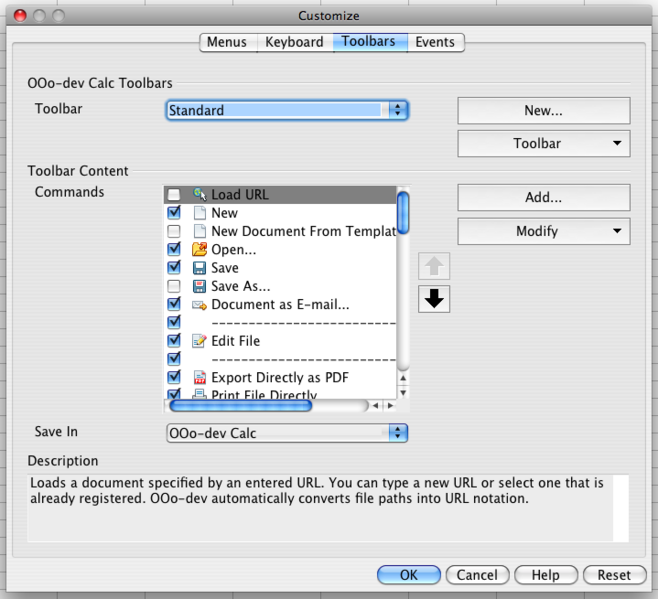 Customize
Menus Keyboard Toolbars Events
OOo-dev Calc Toolbars
Toolbar Standard New...
Toolbar
Toolbar Content
Commands Load URL Add...
New
New Document From Templat Modify
Open...
Save
Save As...
Document as E-mail...
--------------------------
Edit File
--------------------------
Export Directly as PDF
Print File Directly
Save In OOo-dev Calc
Description
Loads a document specified by an entered URL. You can type a new URL or select one that is
already registered. OOo-dev automatically converts file paths into URL notation.
OK Cancel Help Reset